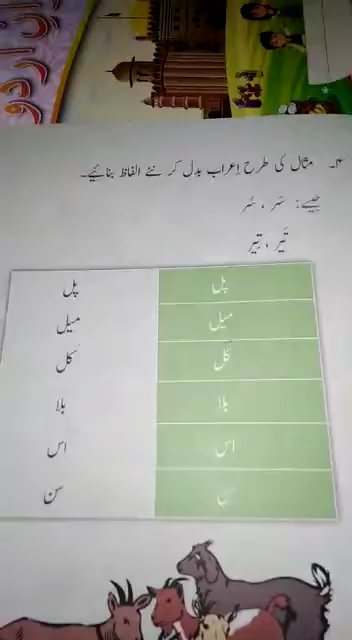 ۴۔ مثال کی طرح اعراب بدل کر نئے الفاظ بنائیے۔
جیسے: سَر ، سُر
تَیر ، تِیر
پل پل
میل میل
کل کل
بلا بلا
اس اس
سن